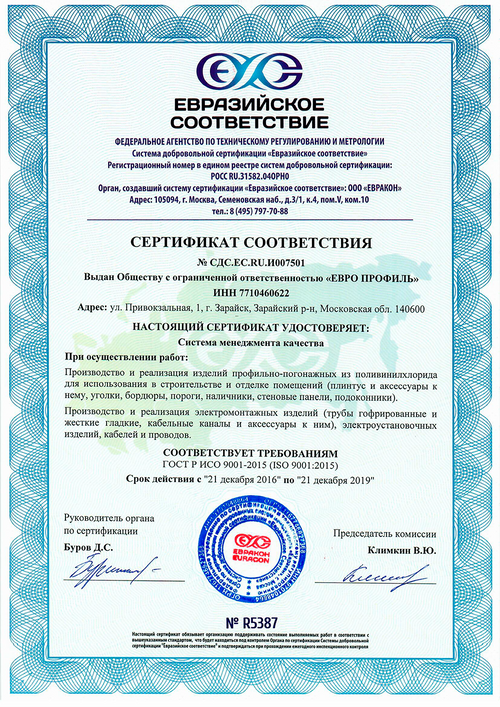 ЕВРАЗИЙСКОЕ
СООТВЕТСТВИЕ
ФЕДЕРАЛЬНОЕ АГЕНТСТВО ПО ТЕХНИЧЕСКОМУ РЕГУЛИРОВАНИЮ И МЕТРОЛОГИИ
Система добровольной сертификации «Евразийское соответствие»
Регистрационный номер в едином реестре систем добровольной сертификации:
РОСС RU.31582.04ОРН0
Орган, создавший систему сертификации «Евразийское соответствие»: ООО «ЕВРАКОН»
Адрес: 105094, г. Москва, Семеновская наб., д.3/1, к.4, пом.V, ком.10
тел.: 8 (495) 797-70-88
СЕРТИФИКАТ СООТВЕТСТВИЯ
№ СДС.ЕС.RU.И007501
Выдан Обществу с ограниченной ответственностью «ЕВРО ПРОФИЛЬ»
ИНН 7710460622
Адрес: ул. Привокзальная, 1, г. Зарайск, Зарайский р-н, Московская обл. 140600
НАСТОЯЩИЙ СЕРТИФИКАТ УДОСТОВЕРЯЕТ:
Система менеджмента качества
При осуществлении работ:
Производство и реализация изделий профильно-погонажных из поливинилхлорида
для использования в строительстве и отделке помещений (плинтус и аксессуары к
нему, уголки, бордюры, пороги, наличники, стеновые панели, подоконники).
Производство и реализация электромонтажных изделий (трубы гофрированные и
жесткие гладкие, кабельные каналы и аксессуары к ним), электроустановочных
изделий, кабелей и проводов.
СООТВЕТСТВУЕТ ТРЕБОВАНИЯМ
ГОСТ Р ИСО 9001-2015 (ISO 9001:2015)
Срок действия с "21 декабря 2016" по "21 декабря 2019"
Руководитель органа
по сертификации
Буров Д.С.
Председатель комиссии
Климкин В.Ю.
ЕВРАКОН
EURACON
№ R5387
Настоящий сертификат обязывает организацию поддерживать состояние выполняемых работ в соответствии с
вышеуказанным стандартом, что будет находиться под контролем Органа по сертификации Системы добровольной
сертификации "Евразийское соответствие" и подтверждаться при прохождении ежегодного инспекционного контроля